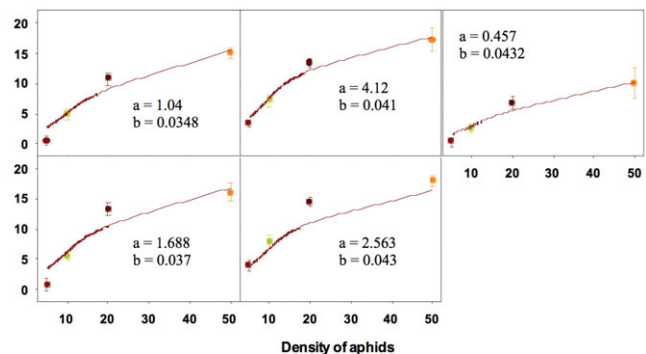 20
15
10
5
0
a = 1.04
b = 0.0348
a = 4.12
b = 0.041
a = 0.457
b = 0.0432
10 20 30 40 50
20
15
10
5
0
a = 1.688
b = 0.037
a = 2.563
b = 0.043
10 20 30 40 50 10 20 30 40 50
Density of aphids